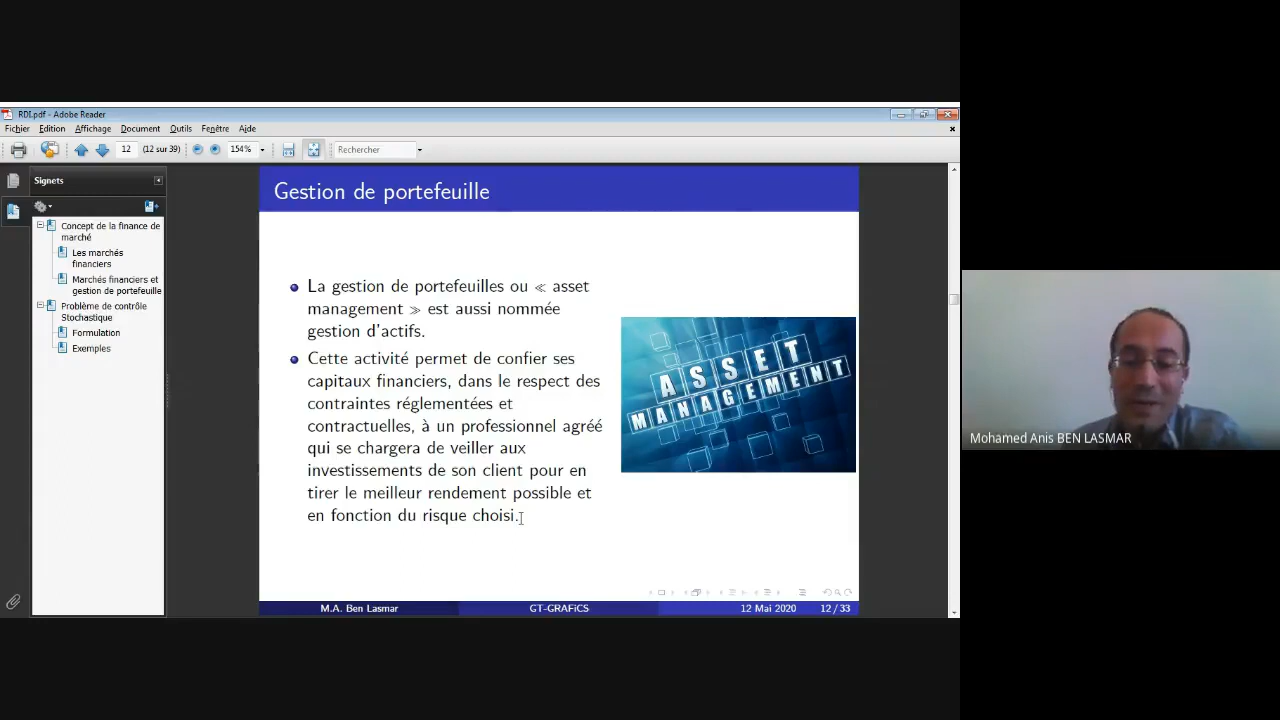 RDI.pdf - Adobe Reader
Fichier Edition Affichage Document Outils Fenêtre Aide
12 (12 sur 39) 154% Rechercher
Signets
Concept de la finance de
marché
Les marchés
financiers
Marchés financiers et
gestion de portefeuille
Problème de contrôle
Stochastique
Formulation
Exemples
Gestion de portefeuille
La gestion de portefeuilles ou ≪ asset
management ≫ est aussi nommée
gestion d'actifs.
Cette activité permet de confier ses
capitaux financiers, dans le respect des
contraintes réglementées et
contractuelles, à un professionnel agréé
qui se chargera de veiller aux
investissements de son client pour en
tirer le meilleur rendement possible et
en fonction du risque choisi.
ASSET
MANAGEMENT
M.A. Ben Lasmar GT-GRAFiCS 12 Mai 2020 12 / 33
Mohamed Anis BEN LASMAR